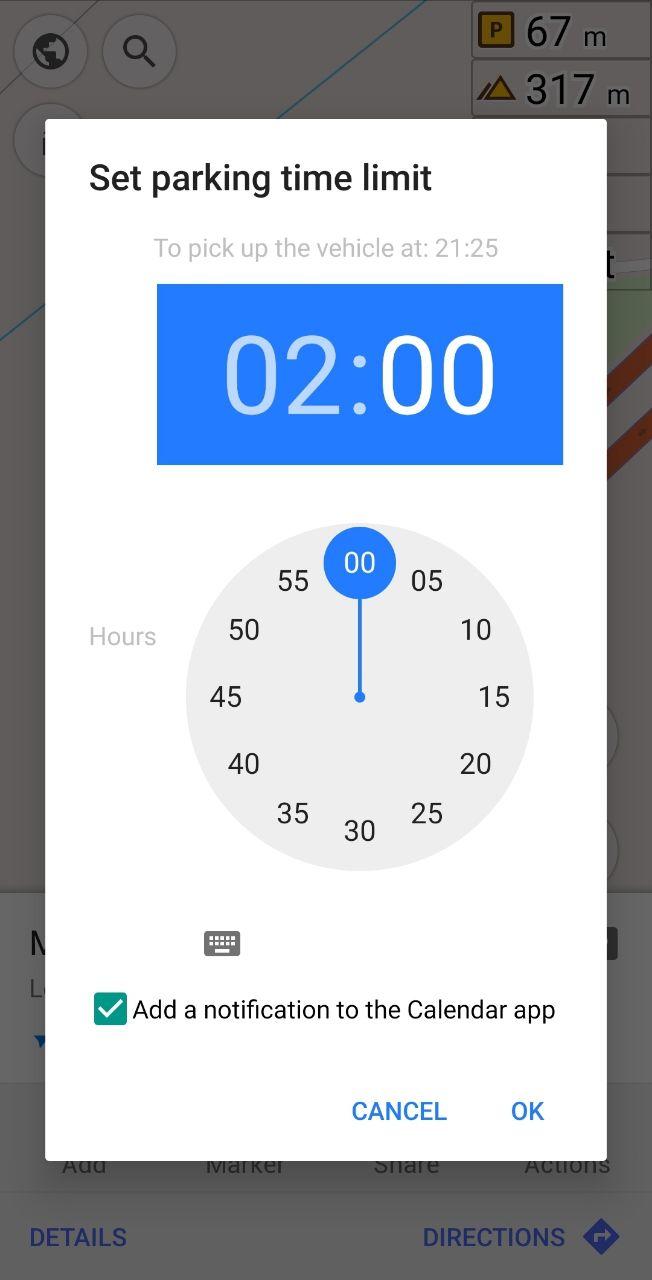 P 67 m
317 m
Set parking time limit
To pick up the vehicle at: 21:25
02:00
00
55 05
50 10
Hours
45 15
40 20
35 25
30
Add a notification to the Calendar app
CANCEL OK
Add Marker Share Actions
DETAILS DIRECTIONS